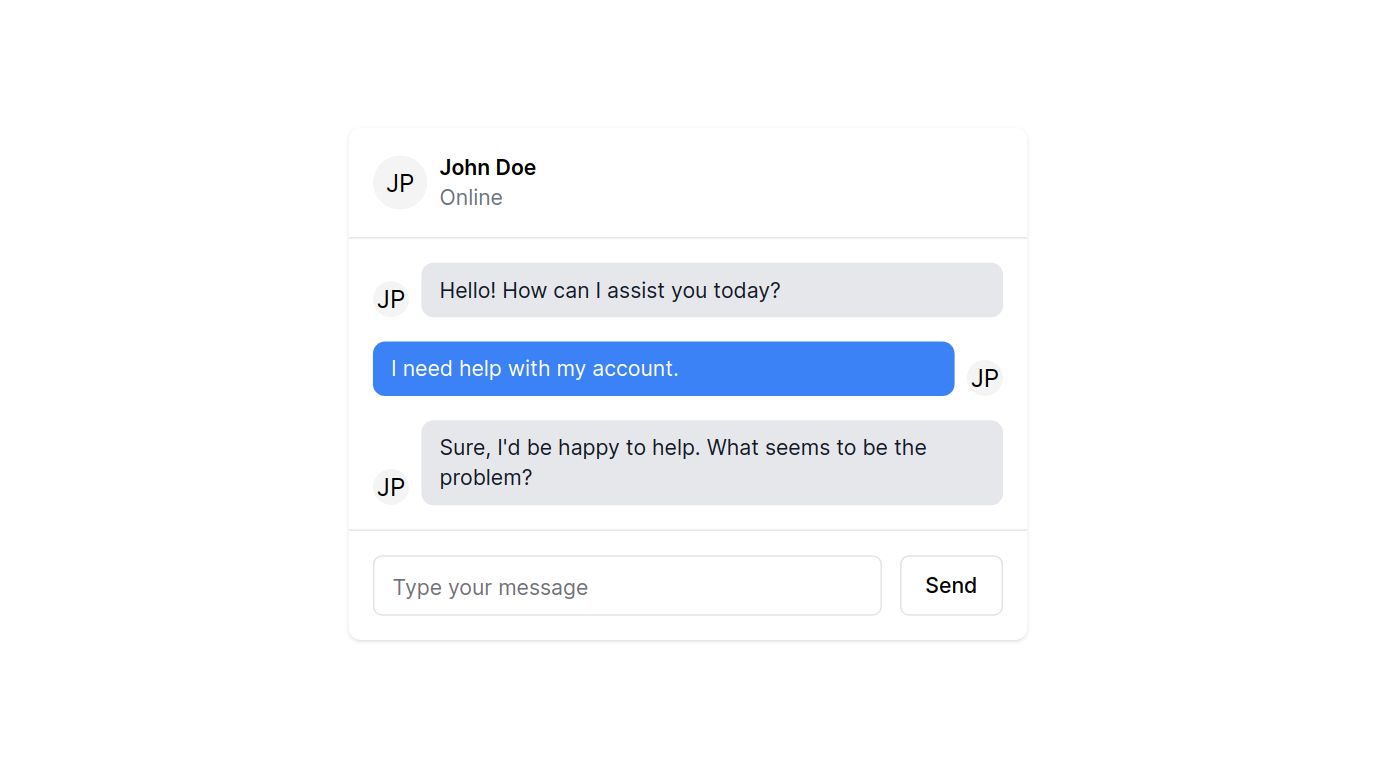 JP
John Doe
Online
JP
Hello! How can I assist you today?
I need help with my account.
JP
JP
Sure, I'd be happy to help. What seems to be the
problem?
Type your message
Send